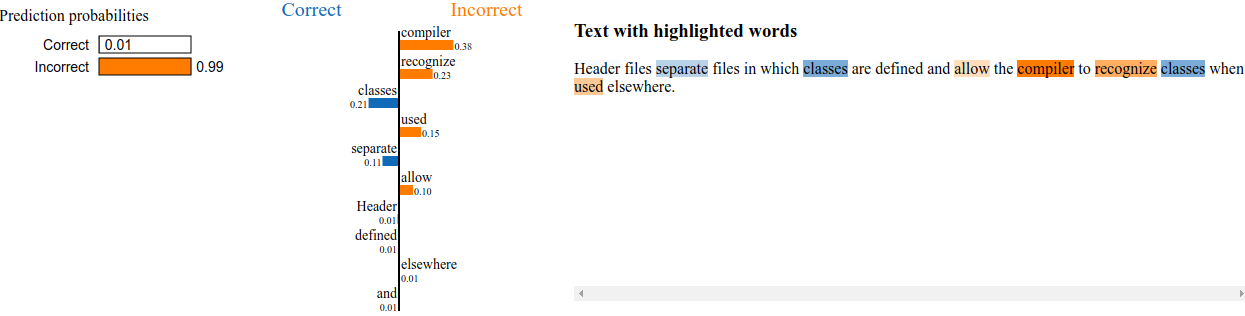 Prediction probabilities
Correct 0.01
Incorrect 0.99
Correct Incorrect
compiler
0.38
recognize
0.23
classes
0.21
used
0.15
separate
0.11
allow
0.10
Header
0.01
defined
0.01
elsewhere
0.01
and
0.01
Text with highlighted words
Header files separate files in which classes are defined and allow the compiler to recognize classes when
used elsewhere.